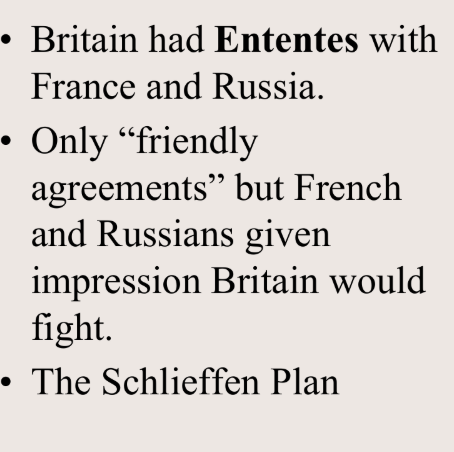 • Britain had Ententes with
France and Russia.
• Only “friendly
agreements” but French
and Russians given
impression Britain would
fight.
• The Schlieffen Plan